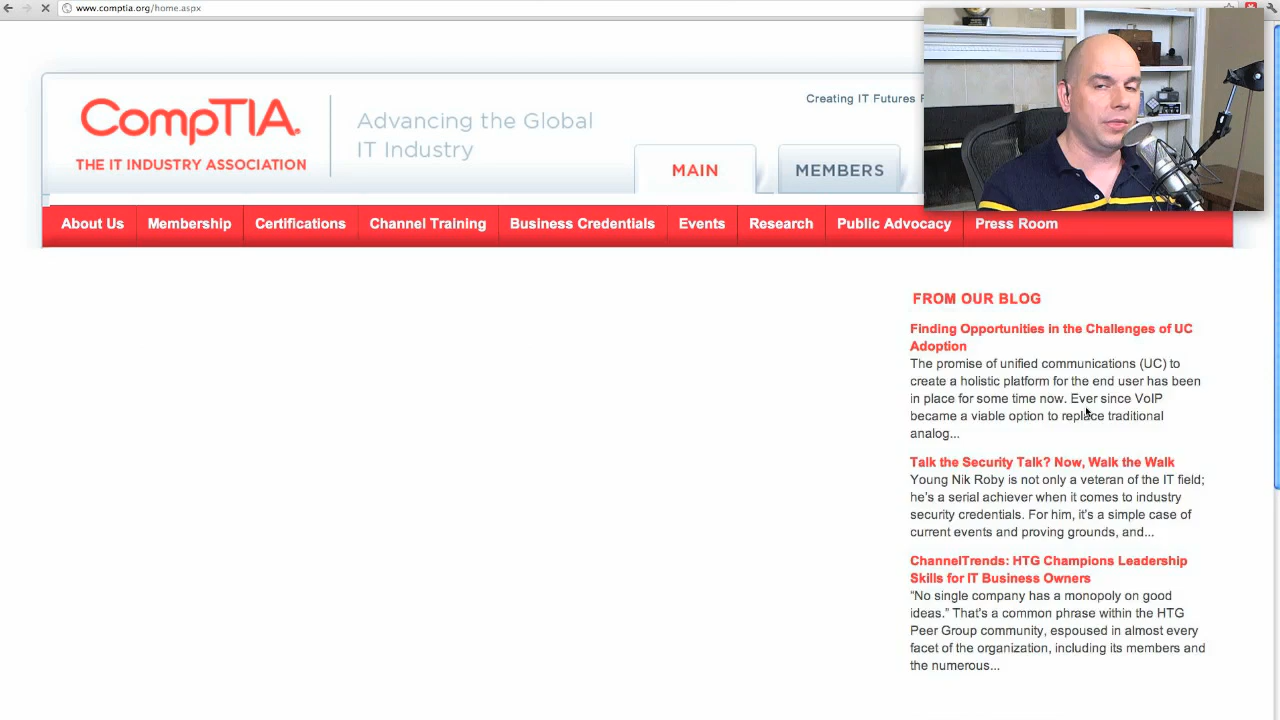 www.comptia.org/home.aspx
CompTIA.
THE IT INDUSTRY ASSOCIATION
Advancing the Global
IT Industry
Creating IT Futures
MAIN
MEMBERS
About Us
Membership
Certifications
Channel Training
Business Credentials
Events
Research
Public Advocacy
Press Room
FROM OUR BLOG
Finding Opportunities in the Challenges of UC
Adoption
The promise of unified communications (UC) to
create a holistic platform for the end user has been
in place for some time now. Ever since VoIP
became a viable option to replace traditional
analog...
Talk the Security Talk? Now, Walk the Walk
Young Nik Roby is not only a veteran of the IT field;
he's a serial achiever when it comes to industry
security credentials. For him, it's a simple case of
current events and proving grounds, and...
ChannelTrends: HTG Champions Leadership
Skills for IT Business Owners
“No single company has a monopoly on good
ideas.” That's a common phrase within the HTG
Peer Group community, espoused in almost every
facet of the organization, including its members and
the numerous...